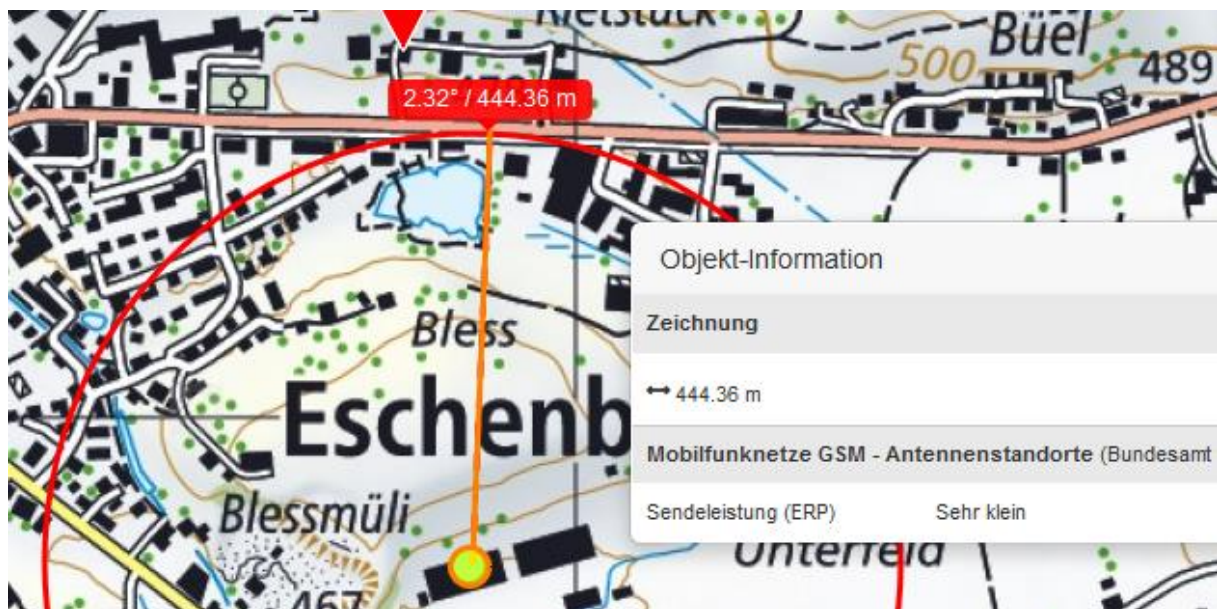 Rietstuck
Büel
500
489
2.32° / 444.36 m
Objekt-Information
Zeichnung
444.36 m
Bless
Eschenb
Mobilfunknetze GSM - Antennenstandorte (Bundesamt
Blessmüli
Sendeleistung (ERP) Sehr klein
Unterfeld
467